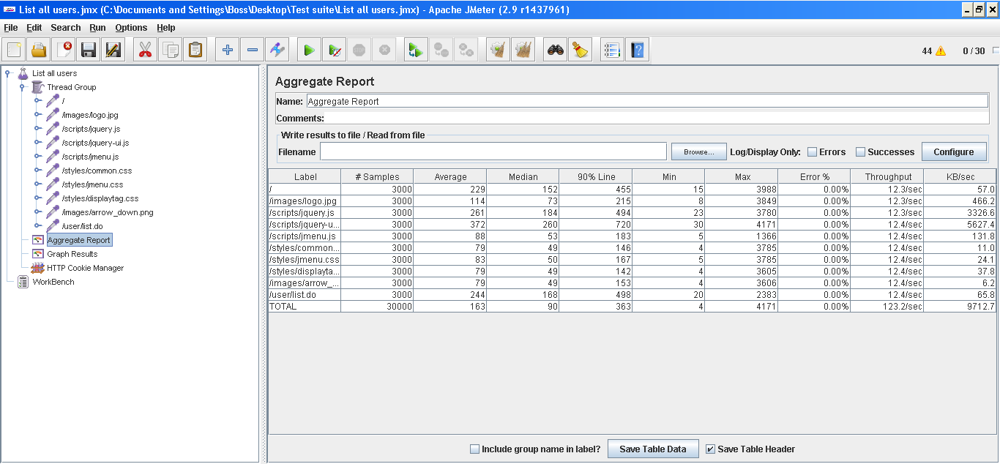 List all users.jmx (C:\Documents and Settings\Boss\Desktop\Test suite\List all users.jmx) - Apache JMeter (2.9 r1437961)
File Edit Search Run Options Help
44 0 / 30
List all users
Thread Group
/
/images/logo.jpg
/scripts/jquery.js
/scripts/jquery-ui.js
/scripts/jmenu.js
/styles/common.css
/styles/jmenu.css
/styles/displaytag.css
/images/arrow_down.png
/user/list.do
Aggregate Report
Graph Results
HTTP Cookie Manager
WorkBench
Aggregate Report
Name: Aggregate Report
Comments:
Write results to file / Read from file
Filename Browse... Log/Display Only: Errors Successes Configure
Label # Samples Average Median 90% Line Min Max Error % Throughput KB/sec
/ 3000 229 152 455 15 3988 0.00% 12.3/sec 57.0
/images/logo.jpg 3000 114 73 215 8 3849 0.00% 12.3/sec 466.2
/scripts/jquery.js 3000 261 184 494 23 3780 0.00% 12.3/sec 3326.6
/scripts/jquery-u... 3000 372 260 720 30 4171 0.00% 12.4/sec 5627.4
/scripts/jmenu.js 3000 88 53 183 5 1366 0.00% 12.4/sec 131.8
/styles/common... 3000 79 49 146 4 3785 0.00% 12.4/sec 11.0
/styles/jmenu.css 3000 83 50 167 5 3785 0.00% 12.4/sec 24.1
/styles/displayta... 3000 79 49 142 4 3605 0.00% 12.4/sec 37.8
/images/arrow_... 3000 79 49 153 4 3606 0.00% 12.4/sec 6.2
/user/list.do 3000 244 168 498 20 2383 0.00% 12.4/sec 65.8
TOTAL 30000 163 90 363 4 4171 0.00% 123.2/sec 9712.7
Include group name in label? Save Table Data Save Table Header